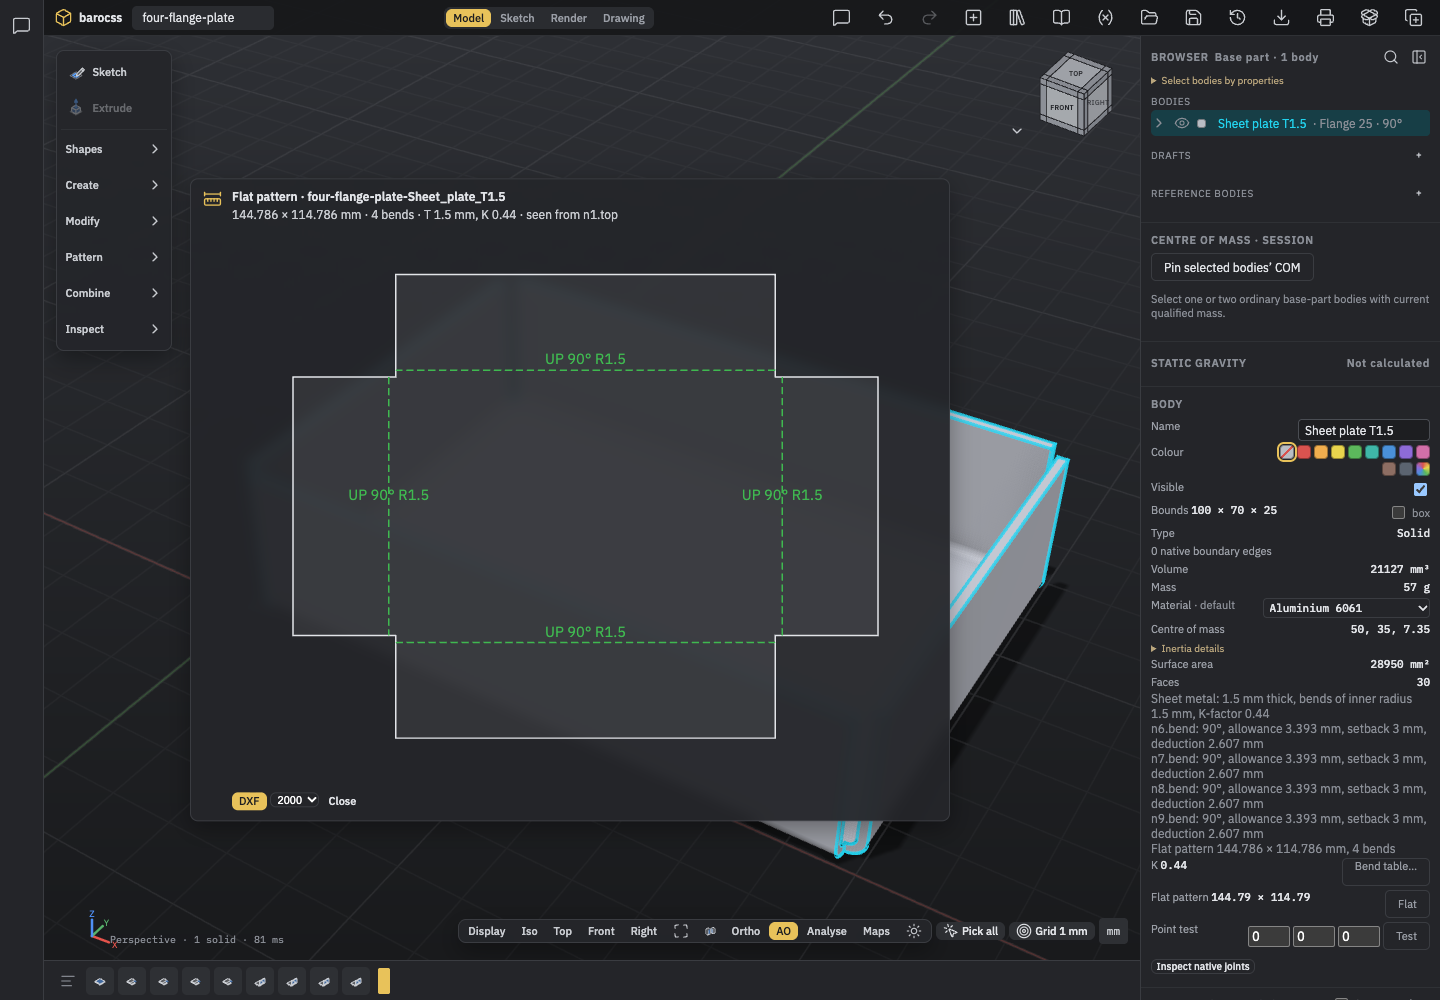 barocss
four-flange-plate
Model
Sketch
Render
Drawing
Sketch
Extrude
Shapes
Create
Modify
Pattern
Combine
Inspect
TOP
FRONT
RIGHT
Flat pattern · four-flange-plate-Sheet_plate_T1.5
144.786 × 114.786 mm · 4 bends · T 1.5 mm, K 0.44 · seen from n1.top
UP 90° R1.5
UP 90° R1.5
UP 90° R1.5
UP 90° R1.5
DXF
2000
Close
Z
Y
X
Perspective · 1 solid · 81 ms
Display
Iso
Top
Front
Right
Ortho
AO
Analyse
Maps
Pick all
Grid 1 mm
mm
BROWSER Base part · 1 body
Select bodies by properties
BODIES
Sheet plate T1.5 · Flange 25 · 90°
DRAFTS +
REFERENCE BODIES +
CENTRE OF MASS · SESSION
Pin selected bodies’ COM
Select one or two ordinary base-part bodies with current
qualified mass.
STATIC GRAVITY Not calculated
BODY
Name Sheet plate T1.5
Colour
Visible
Bounds 100 × 70 × 25 box
Type Solid
0 native boundary edges
Volume 21127 mm³
Mass 57 g
Material · default Aluminium 6061
Centre of mass 50, 35, 7.35
Inertia details
Surface area 28950 mm²
Faces 30
Sheet metal: 1.5 mm thick, bends of inner radius
1.5 mm, K-factor 0.44
n6.bend: 90°, allowance 3.393 mm, setback 3 mm,
deduction 2.607 mm
n7.bend: 90°, allowance 3.393 mm, setback 3 mm,
deduction 2.607 mm
n8.bend: 90°, allowance 3.393 mm, setback 3 mm,
deduction 2.607 mm
n9.bend: 90°, allowance 3.393 mm, setback 3 mm,
deduction 2.607 mm
Flat pattern 144.786 × 114.786 mm, 4 bends
K 0.44 Bend table...
Flat pattern 144.79 × 114.79 Flat
Point test 0 0 0 Test
Inspect native joints